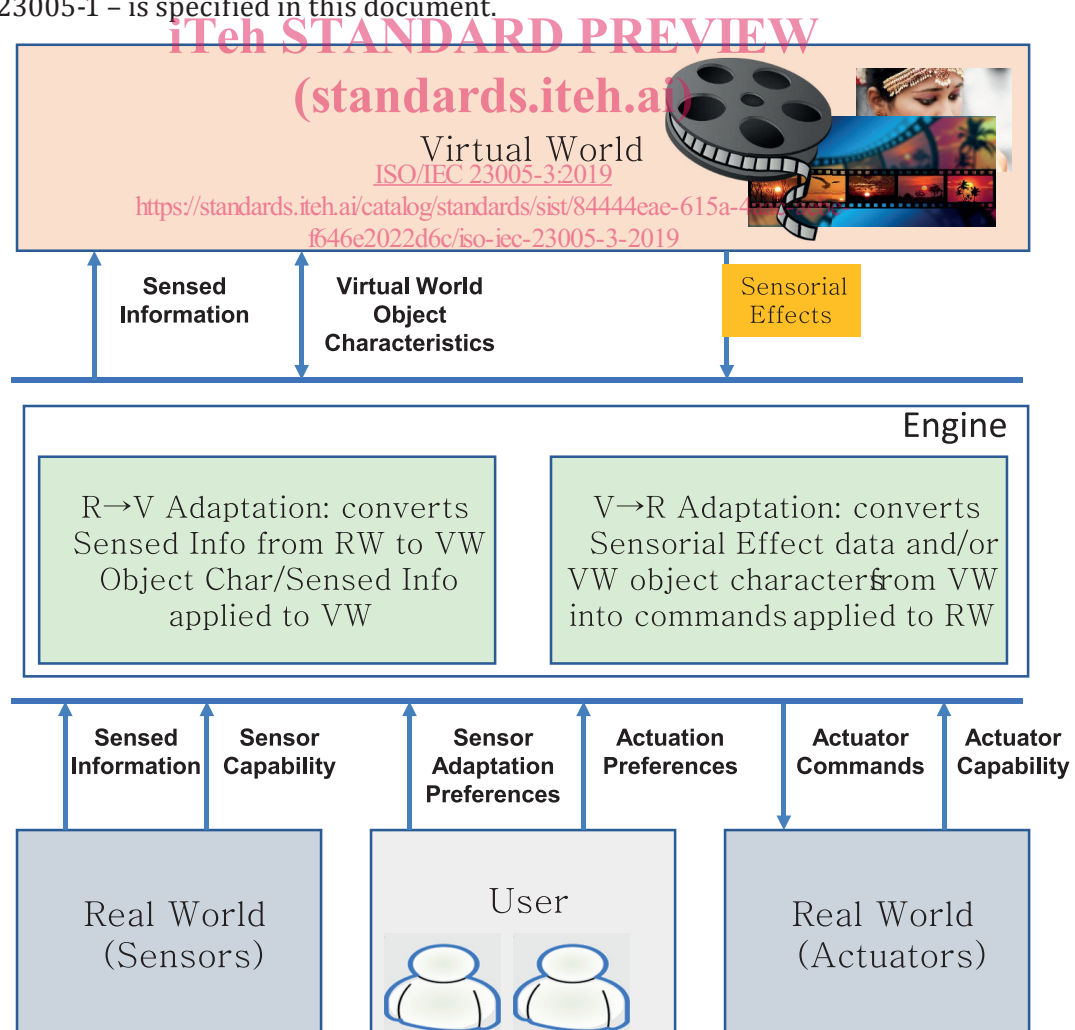 23005-1 – is specified in this document.
iTeh STANDARD PREVIEW
(standards.iteh.ai)
Virtual World
ISO/IEC 23005-3:2019
https://standards.iteh.ai/catalog/standards/sist/84444eae-615a-4
f646e2022d6c/iso-iec-23005-3-2019
Sensed
Information
Virtual World
Object
Characteristics
Sensorial
Effects
Engine
R→V Adaptation: converts
Sensed Info from RW to VW
Object Char/Sensed Info
applied to VW
V→R Adaptation: converts
Sensorial Effect data and/or
VW object characters from VW
into commands applied to RW
Sensed
Information
Sensor
Capability
Sensor
Adaptation
Preferences
Actuation
Preferences
Actuator
Commands
Actuator
Capability
Real World
(Sensors)
User
Real World
(Actuators)